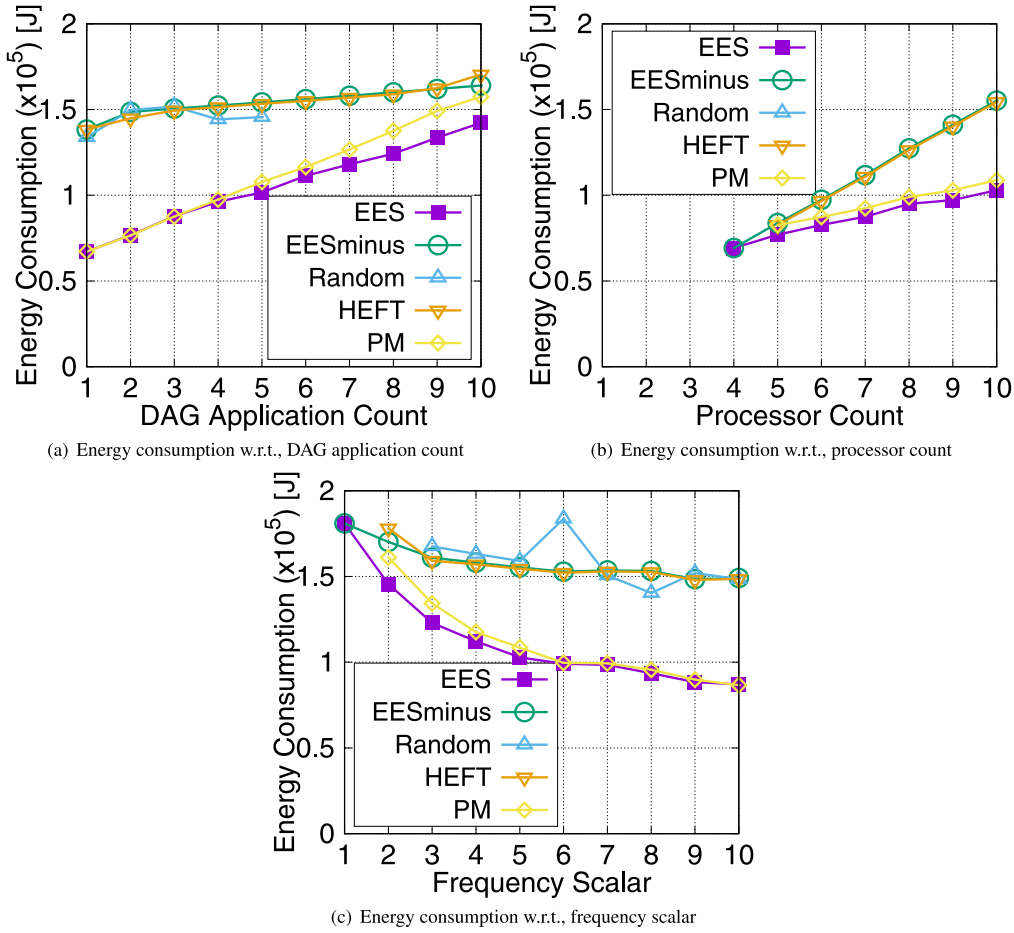 2
1.5
1
0.5
0
Energy Consumption (x10^5) [J]
EES
EESminus
Random
HEFT
PM
1 2 3 4 5 6 7 8 9 10
DAG Application Count
(a) Energy consumption w.r.t., DAG application count
2
1.5
1
0.5
0
Energy Consumption (x10^5) [J]
EES
EESminus
Random
HEFT
PM
1 2 3 4 5 6 7 8 9 10
Processor Count
(b) Energy consumption w.r.t., processor count
2
1.5
1
0.5
0
Energy Consumption (x10^5) [J]
EES
EESminus
Random
HEFT
PM
1 2 3 4 5 6 7 8 9 10
Frequency Scalar
(c) Energy consumption w.r.t., frequency scalar